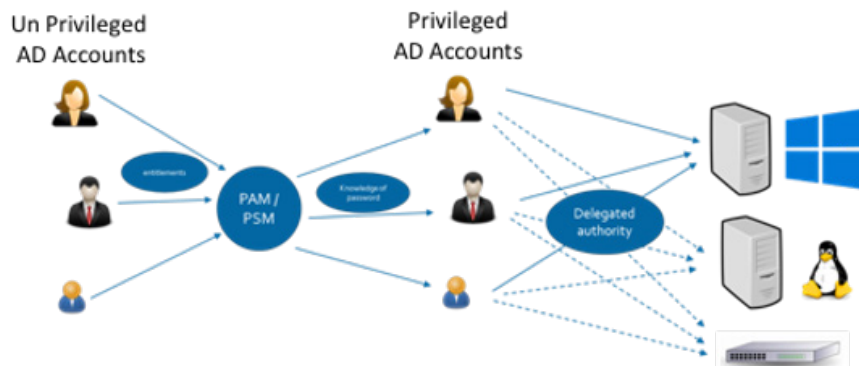 Un Privileged
AD Accounts
Privileged
AD Accounts
entitlements
PAM /
PSM
Knowledge of
password
Delegated
authority